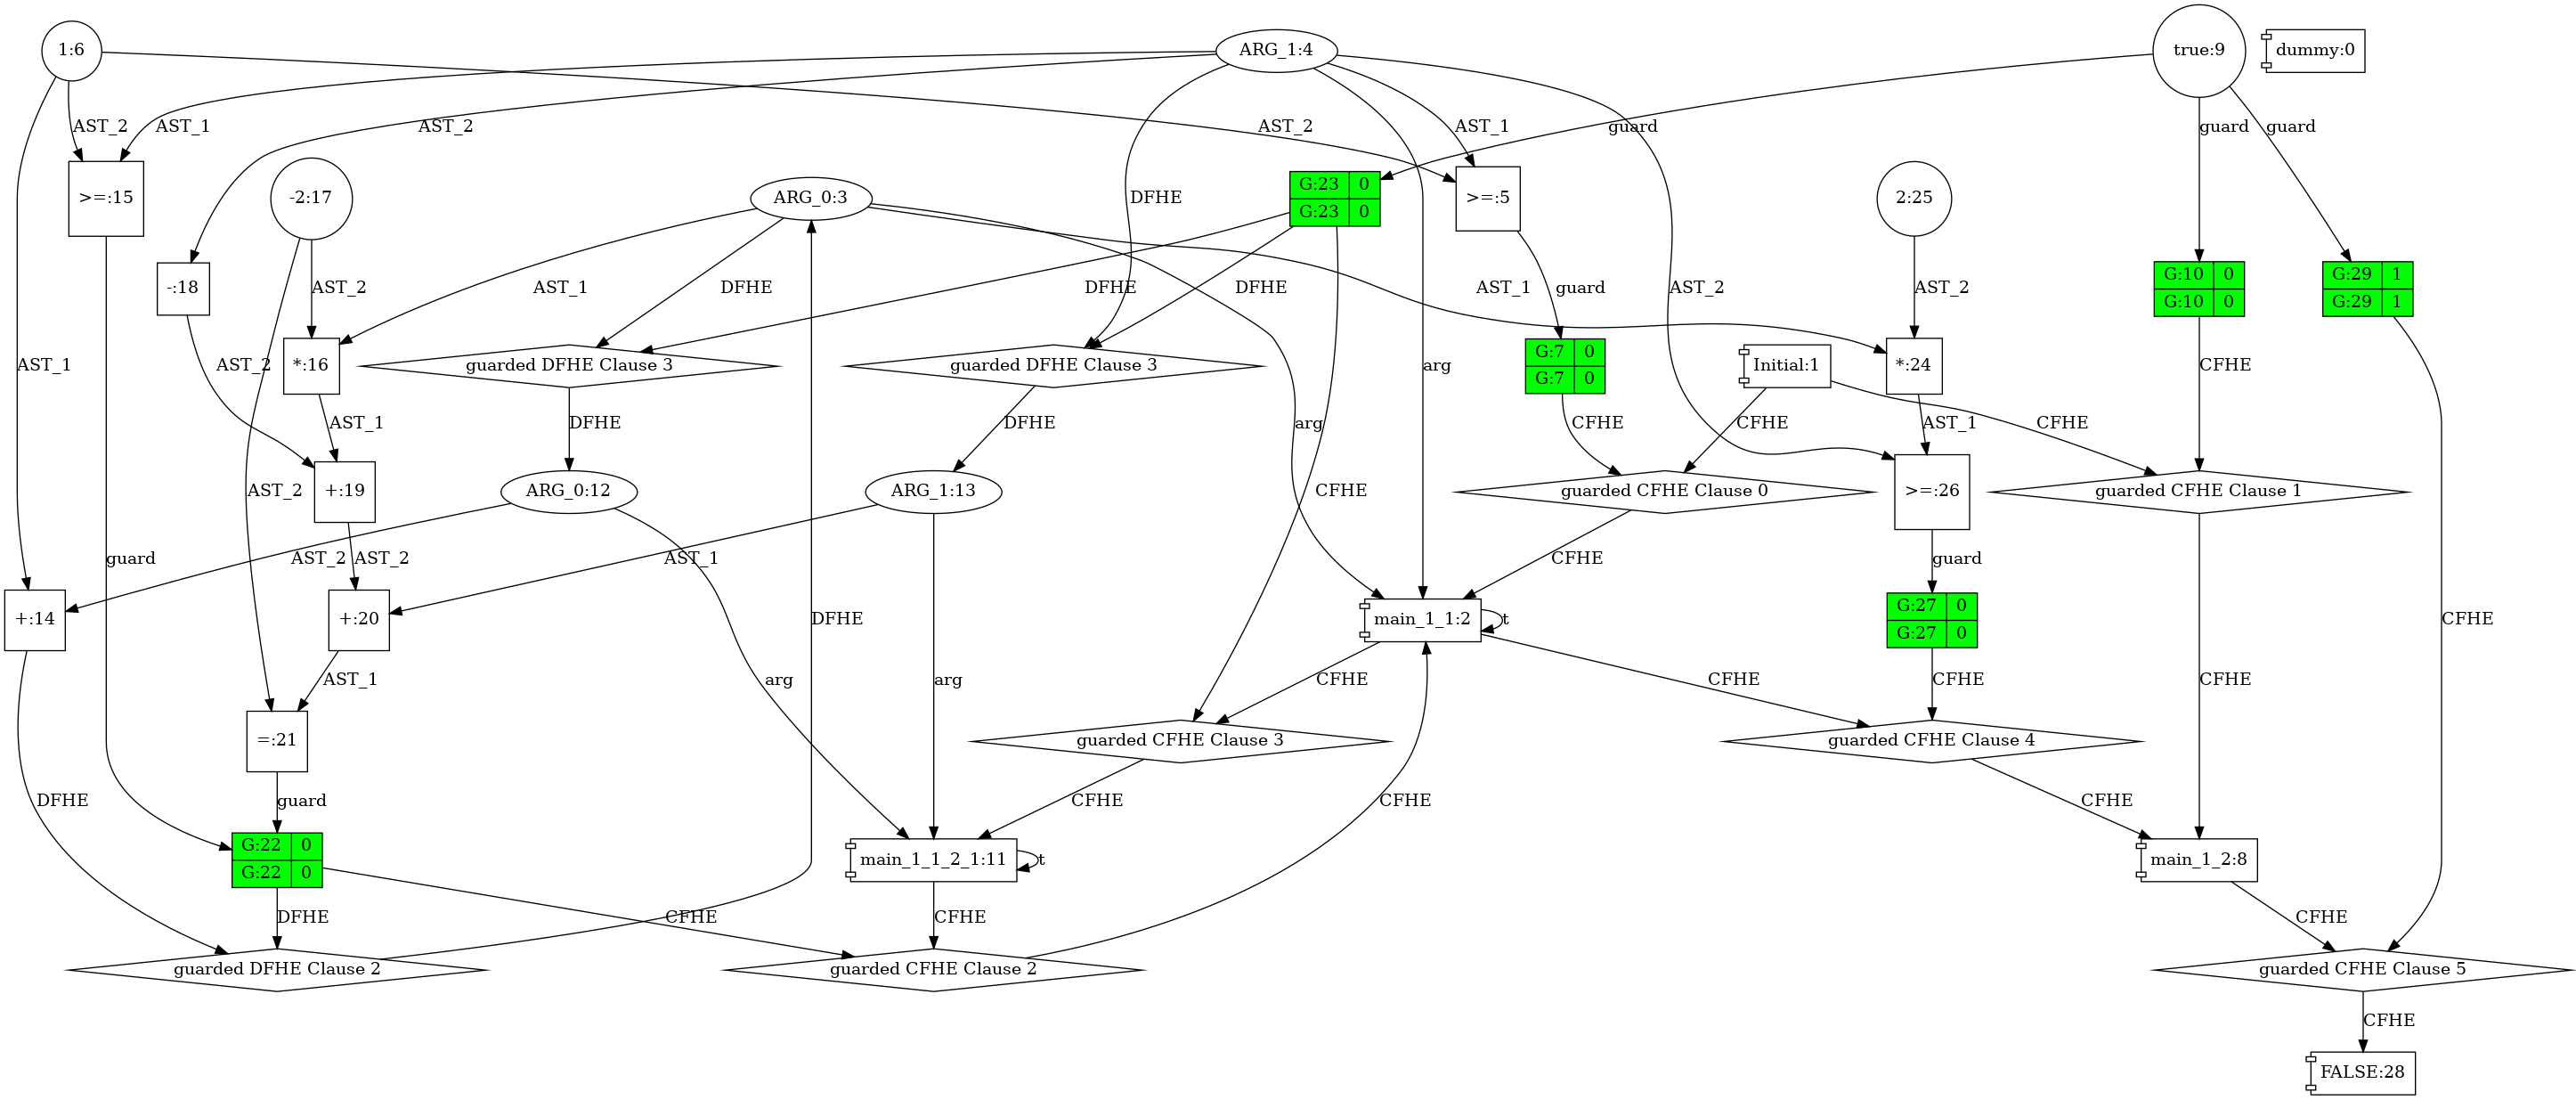 1:6
ARG_1:4
true:9
dummy:0
AST_2
AST_1
AST_2
AST_2
AST_1
guard
guard
guard
>=:15
-2:17
ARG_0:3
DFHE
G:23 0
G:23 0
>=:5
2:25
-:18
AST_2
AST_1
DFHE
DFHE
DFHE
AST_1
guard
AST_2
AST_2
G:10 0
G:10 0
G:29 1
G:29 1
AST_1
AST_2
AST_2
*:16
guarded DFHE Clause 3
guarded DFHE Clause 3
arg
G:7 0
G:7 0
Initial:1
*:24
CFHE
AST_1
DFHE
DFHE
arg
CFHE
CFHE
AST_1
CFHE
AST_2
+:19
ARG_0:12
ARG_1:13
CFHE
guarded CFHE Clause 0
>=:26
guarded CFHE Clause 1
guard
AST_2
AST_2
AST_1
CFHE
guard
+:14
+:20
DFHE
main_1_1:2
t
G:27 0
G:27 0
CFHE
AST_1
arg
arg
CFHE
CFHE
CFHE
CFHE
=:21
guarded CFHE Clause 3
guarded CFHE Clause 4
DFHE
guard
CFHE
CFHE
CFHE
G:22 0
G:22 0
main_1_1_2_1:11
t
main_1_2:8
DFHE
CFHE
CFHE
CFHE
guarded DFHE Clause 2
guarded CFHE Clause 2
guarded CFHE Clause 5
CFHE
FALSE:28